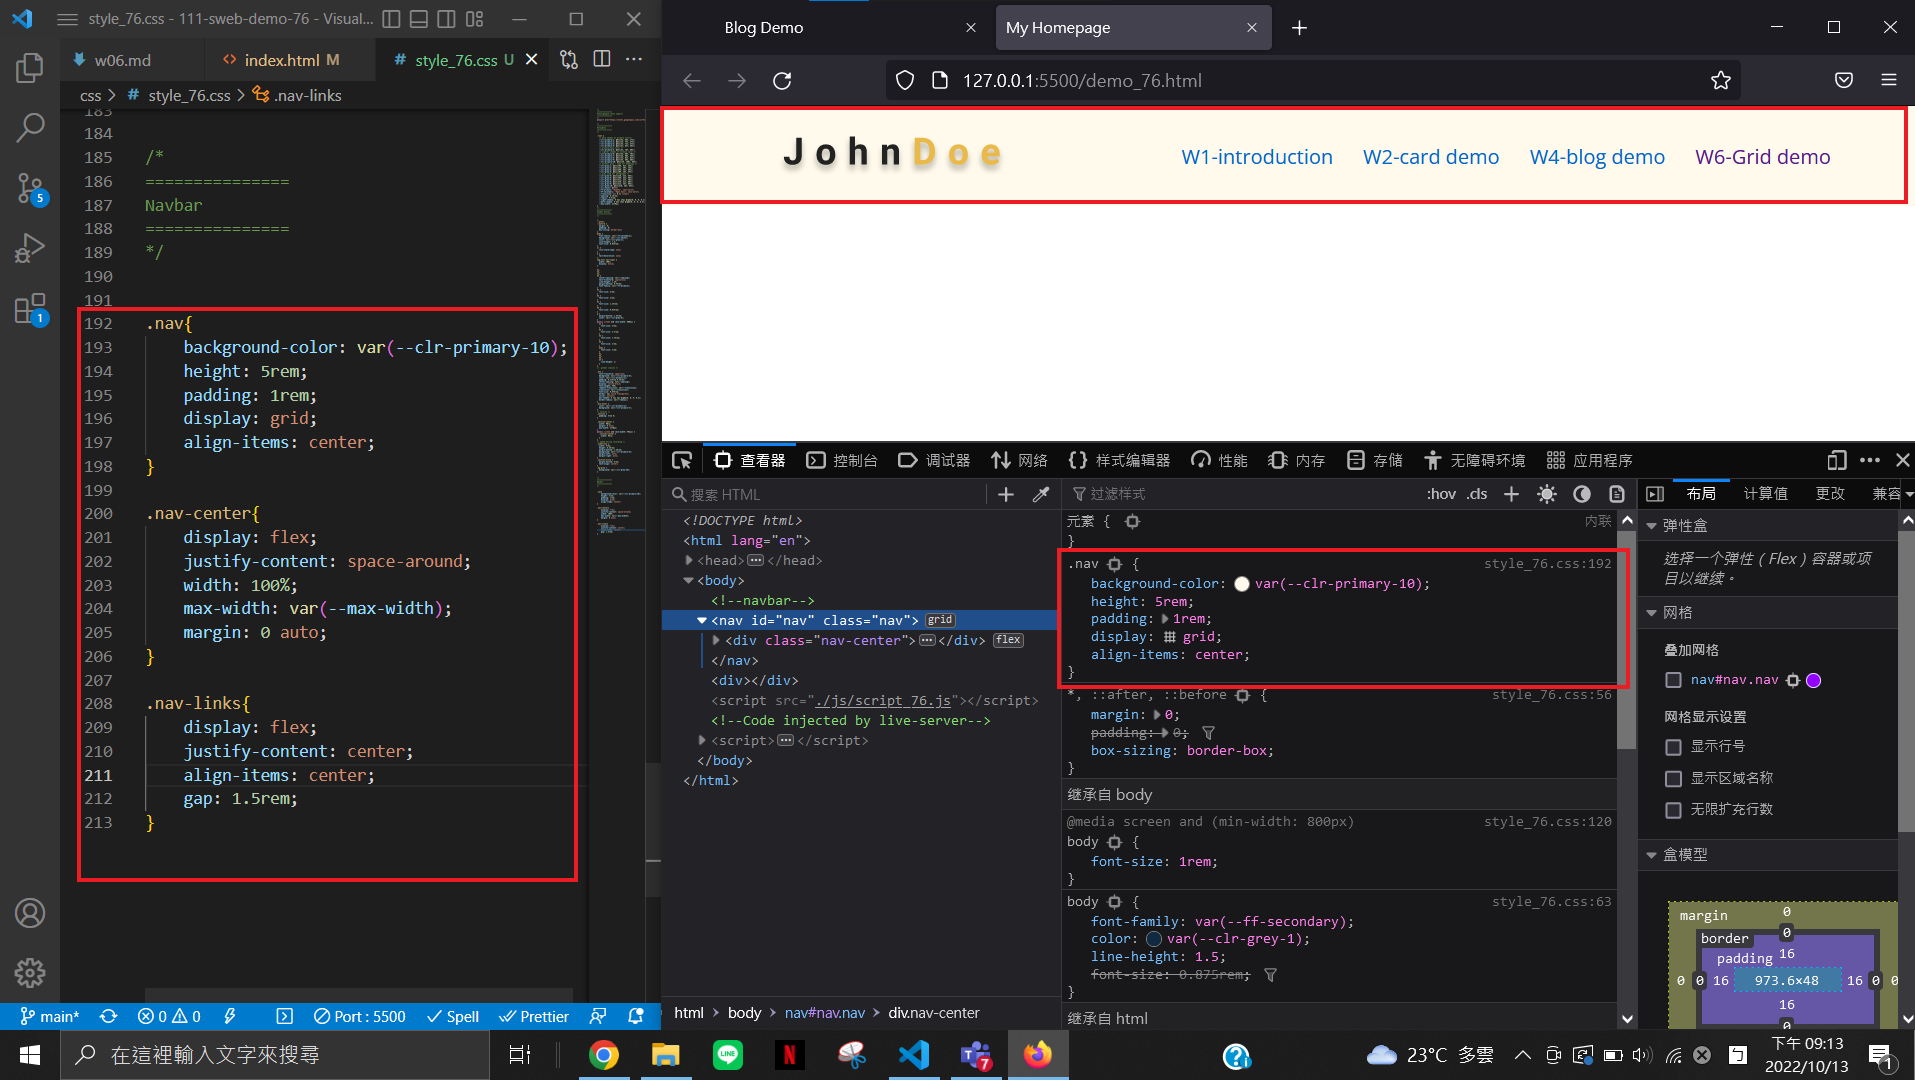 style_76.css - 111-sweb-demo-76 - Visual...
w06.md
index.html M
style_76.css U
css > # style_76.css > .nav-links
183
184
185 /*
186 ===============
187 Navbar
188 ===============
189 */
190
191
192 .nav{
193 background-color: var(--clr-primary-10);
194 height: 5rem;
195 padding: 1rem;
196 display: grid;
197 align-items: center;
198 }
199
200 .nav-center{
201 display: flex;
202 justify-content: space-around;
203 width: 100%;
204 max-width: var(--max-width);
205 margin: 0 auto;
206 }
207
208 .nav-links{
209 display: flex;
210 justify-content: center;
211 align-items: center;
212 gap: 1.5rem;
213 }
5
1
main*
0 0
Port : 5500
Spell
Prettier
Blog Demo
My Homepage
127.0.0.1:5500/demo_76.html
JohnDoe
W1-introduction
W2-card demo
W4-blog demo
W6-Grid demo
查看器
控制台
调试器
网络
样式编辑器
性能
内存
存储
无障碍环境
应用程序
搜索 HTML
<!DOCTYPE html>
<html lang="en">
<head> </head>
<body>
<!--navbar-->
<nav id="nav" class="nav"> grid
<div class="nav-center"> </div> flex
</nav>
<div></div>
<script src="./js/script_76.js"></script>
<!--Code injected by live-server-->
<script> </script>
</body>
</html>
html > body > nav#nav.nav > div.nav-center
过滤样式
:hov .cls
元素 { 内联
}
.nav { style_76.css:192
background-color: var(--clr-primary-10);
height: 5rem;
padding: 1rem;
display: grid;
align-items: center;
}
*, ::after, ::before { style_76.css:56
margin: 0;
padding: 0;
box-sizing: border-box;
}
继承自 body
@media screen and (min-width: 800px) style_76.css:120
body {
font-size: 1rem;
}
body { style_76.css:63
font-family: var(--ff-secondary);
color: var(--clr-grey-1);
line-height: 1.5;
font-size: 0.875rem;
}
继承自 html
布局
计算值
更改
兼容
弹性盒
选择一个弹性（Flex）容器或项
目以继续。
网格
叠加网格
nav#nav.nav
网格显示设置
显示行号
显示区域名称
无限扩充行数
盒模型
margin 0
border 0
padding 16
0 0 16 973.6×48 16 0 0
16
0
在這裡輸入文字來搜尋
7
23°C 多雲
下午 09:13
2022/10/13
1